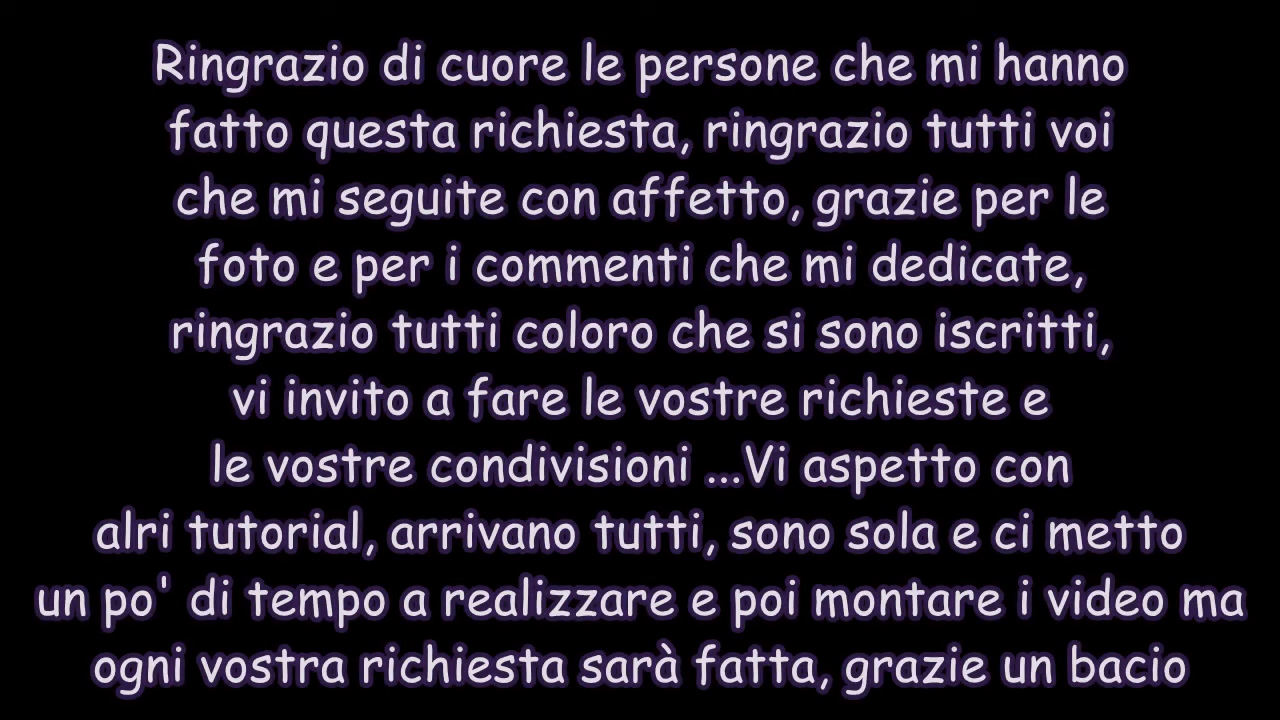 Ringrazio di cuore le persone che mi hanno
fatto questa richiesta, ringrazio tutti voi
che mi seguite con affetto, grazie per le
foto e per i commenti che mi dedicate,
ringrazio tutti coloro che si sono iscritti,
vi invito a fare le vostre richieste e
le vostre condivisioni ...Vi aspetto con
alri tutorial, arrivano tutti, sono sola e ci metto
un po' di tempo a realizzare e poi montare i video ma
ogni vostra richiesta sarà fatta, grazie un bacio